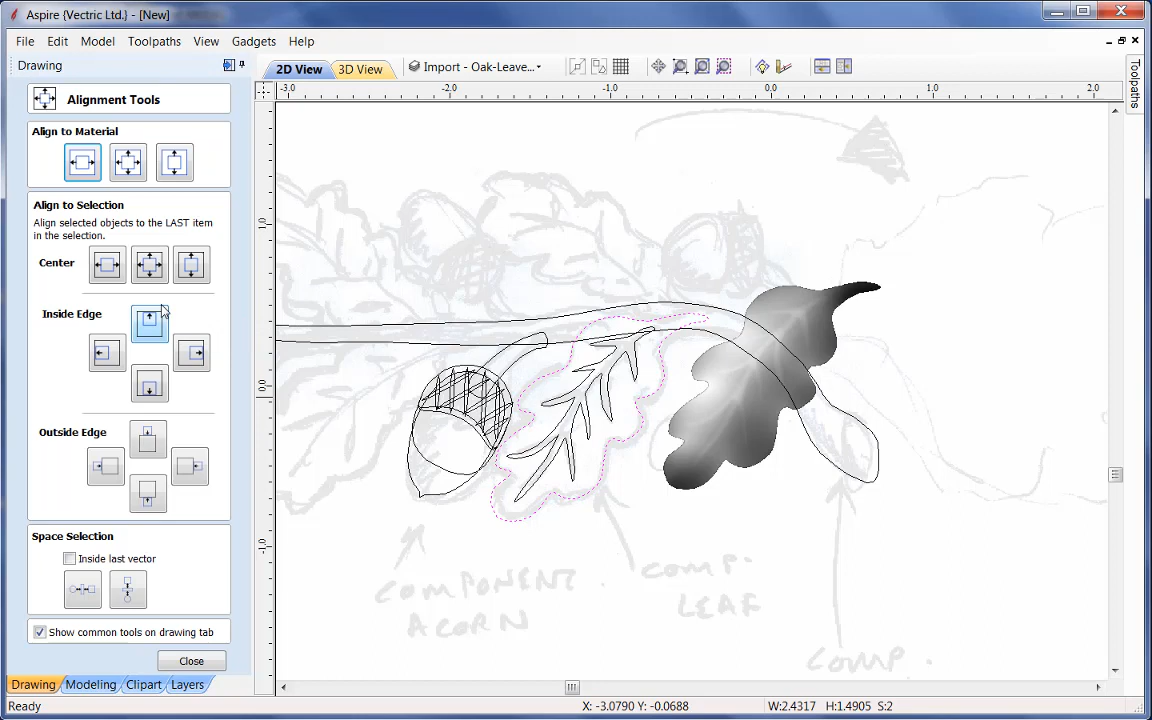 Aspire {Vectric Ltd.} - [New]
File Edit Model Toolpaths View Gadgets Help
Drawing
2D View 3D View Import - Oak-Leave...
Toolpaths
Alignment Tools
-3.0 -2.0 -1.0 0.0 1.0 2.0
Align to Material
Align to Selection
Align selected objects to the LAST item
in the selection.
1.0
Center
Inside Edge
0.0
Outside Edge
-1.0
Space Selection
Inside last vector
COMPONENT
ACORN
COMP-
LEAF
COMP.
Show common tools on drawing tab
Close
Drawing Modeling Clipart Layers
Ready X: -3.0790 Y: -0.0688 W:2.4317 H:1.4905 S:2